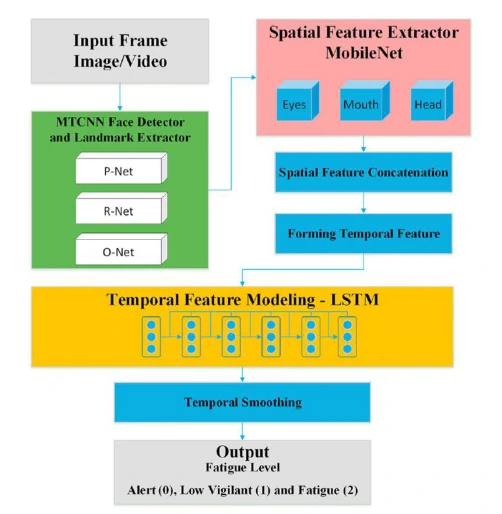 Input Frame
Image/Video
MTCNN Face Detector
and Landmark Extractor
P-Net
R-Net
O-Net
Spatial Feature Extractor
MobileNet
Eyes
Mouth
Head
Spatial Feature Concatenation
Forming Temporal Feature
Temporal Feature Modeling - LSTM
Temporal Smoothing
Output
Fatigue Level
Alert (0), Low Vigilant (1) and Fatigue (2)